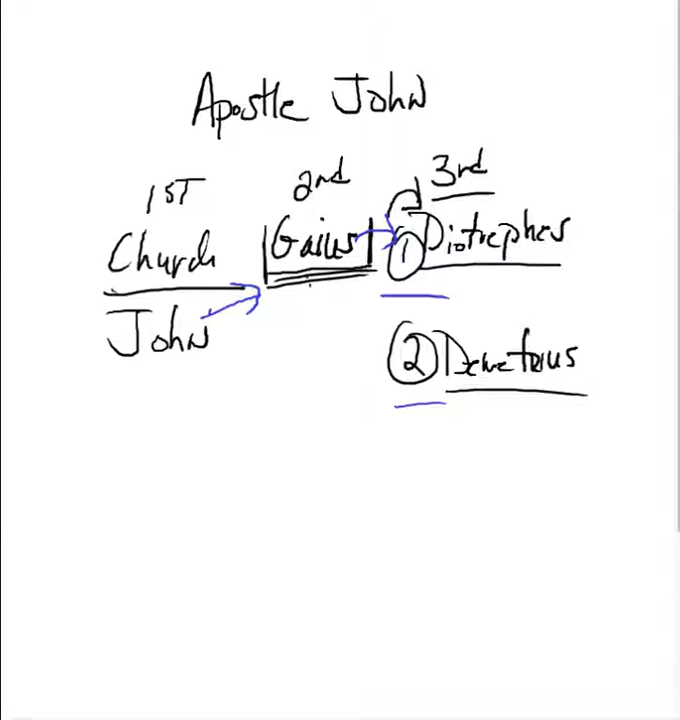 Apostle John
1ST 2nd 3rd
Church Gaius 1 Diotrephes
John 2 Demetrius